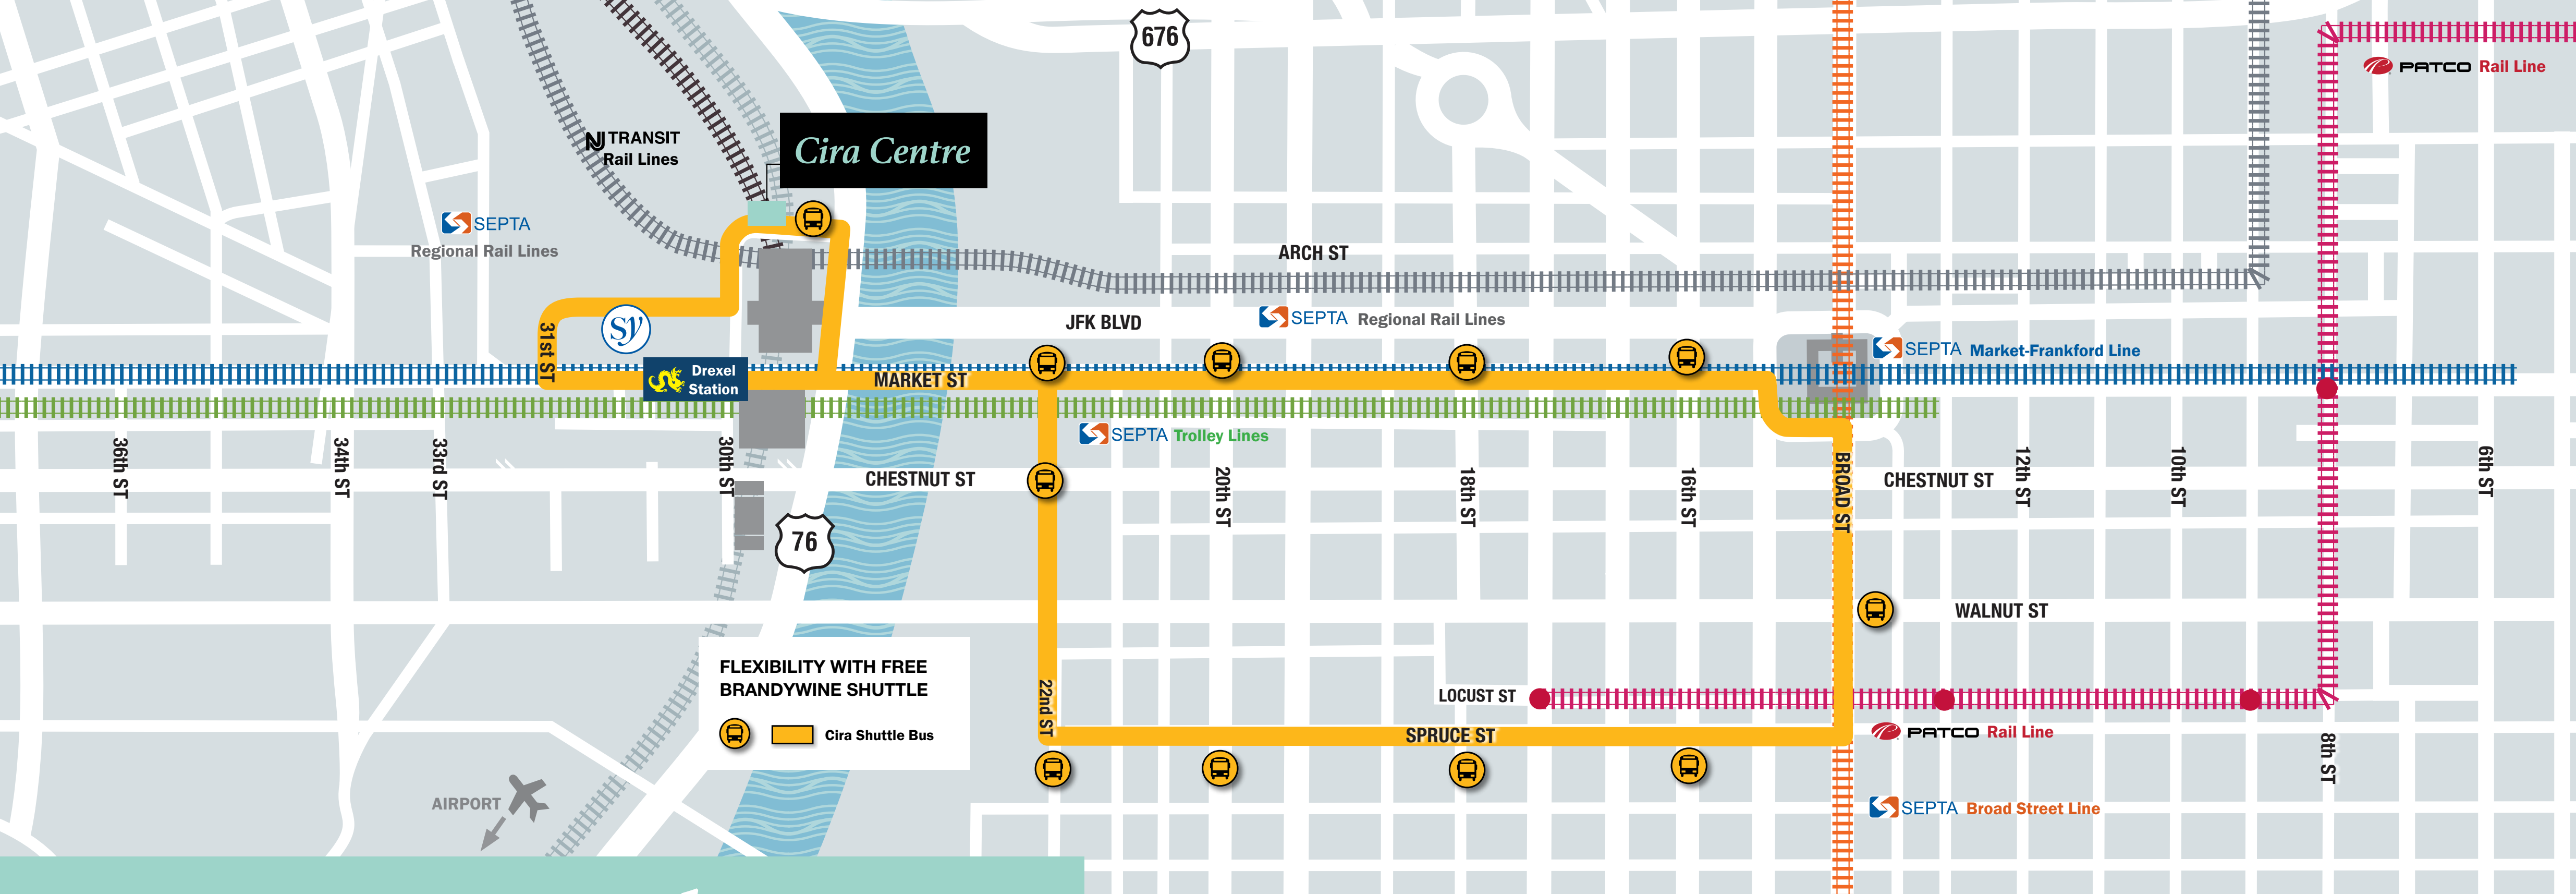 676
PATCO Rail Line
NJ TRANSIT
Rail Lines
Cira Centre
SEPTA
Regional Rail Lines
ARCH ST
JFK BLVD
SEPTA Regional Rail Lines
31st ST
SY
SEPTA Market-Frankford Line
Drexel
Station
MARKET ST
SEPTA Trolley Lines
36th ST
34th ST
33rd ST
30th ST
CHESTNUT ST
20th ST
18th ST
16th ST
BROAD ST
CHESTNUT ST
12th ST
10th ST
6th ST
76
WALNUT ST
FLEXIBILITY WITH FREE
BRANDYWINE SHUTTLE
Cira Shuttle Bus
22nd ST
LOCUST ST
SPRUCE ST
PATCO Rail Line
8th ST
AIRPORT
SEPTA Broad Street Line